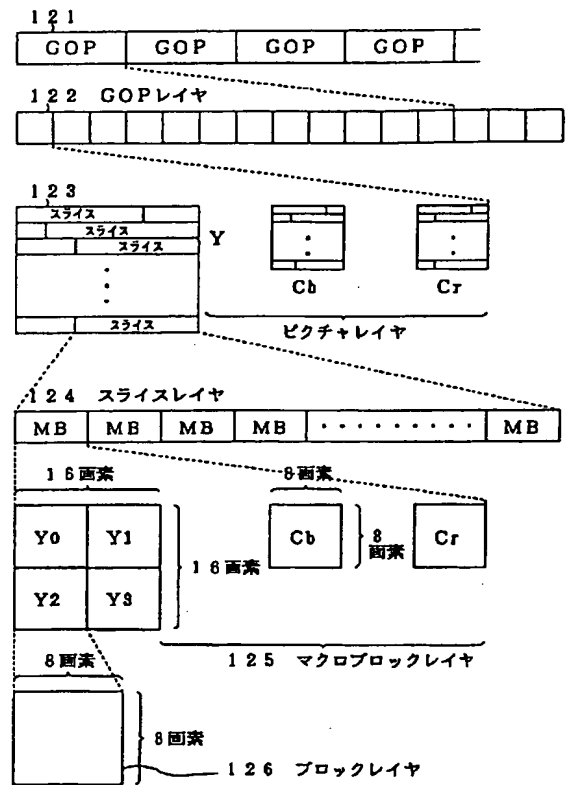 121
GOP GOP GOP GOP
122 GOPレイヤ
123
スライス
スライス
スライス
Y
スライス
Cb Cr
ピクチャレイヤ
124 スライスレイヤ
MB MB MB MB MB
16画素
Y0 Y1
Y2 Y3
16画素
8画素
Cb
8画素
Cr
125 マクロブロックレイヤ
8画素
8画素
126 ブロックレイヤ